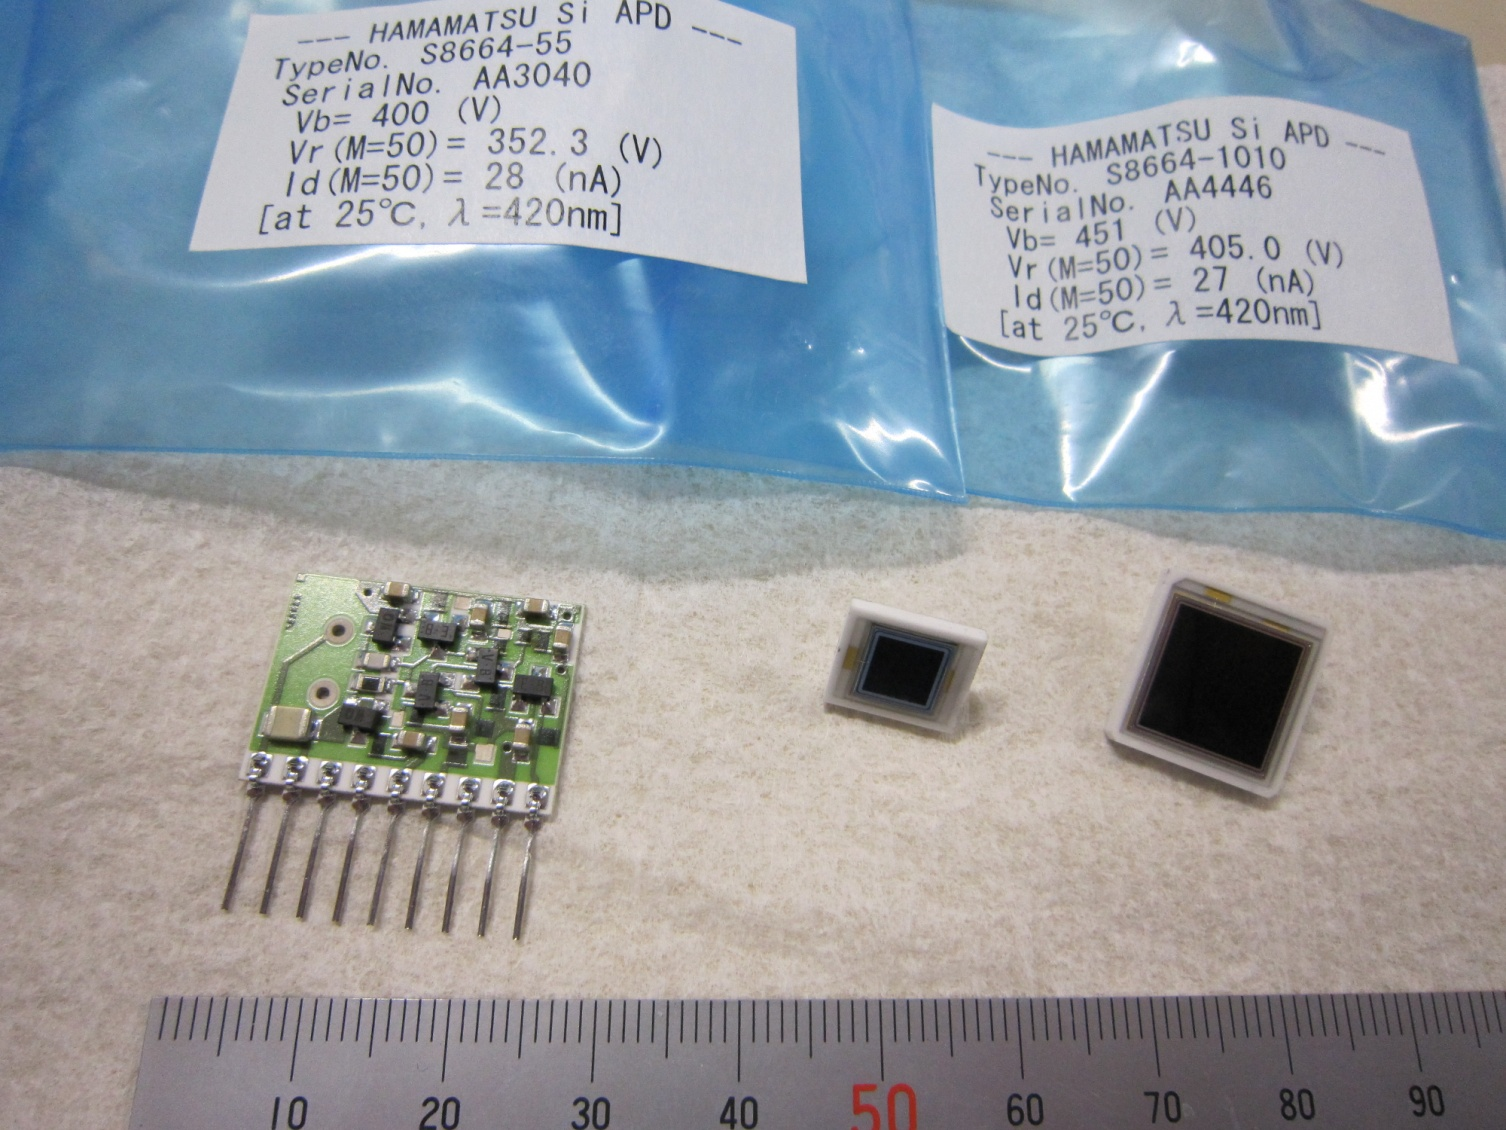 --- HAMAMATSU Si APD ---
TypeNo. S8664-55
SerialNo. AA3040
Vb= 400 (V)
Vr(M=50)= 352.3 (V)
Id(M=50)= 28 (nA)
[at 25℃, λ=420nm]
--- HAMAMATSU Si APD ---
TypeNo. S8664-1010
SerialNo. AA4446
Vb= 451 (V)
Vr(M=50)= 405.0 (V)
Id(M=50)= 27 (nA)
[at 25℃, λ=420nm]
10 20 30 40 50 60 70 80 90